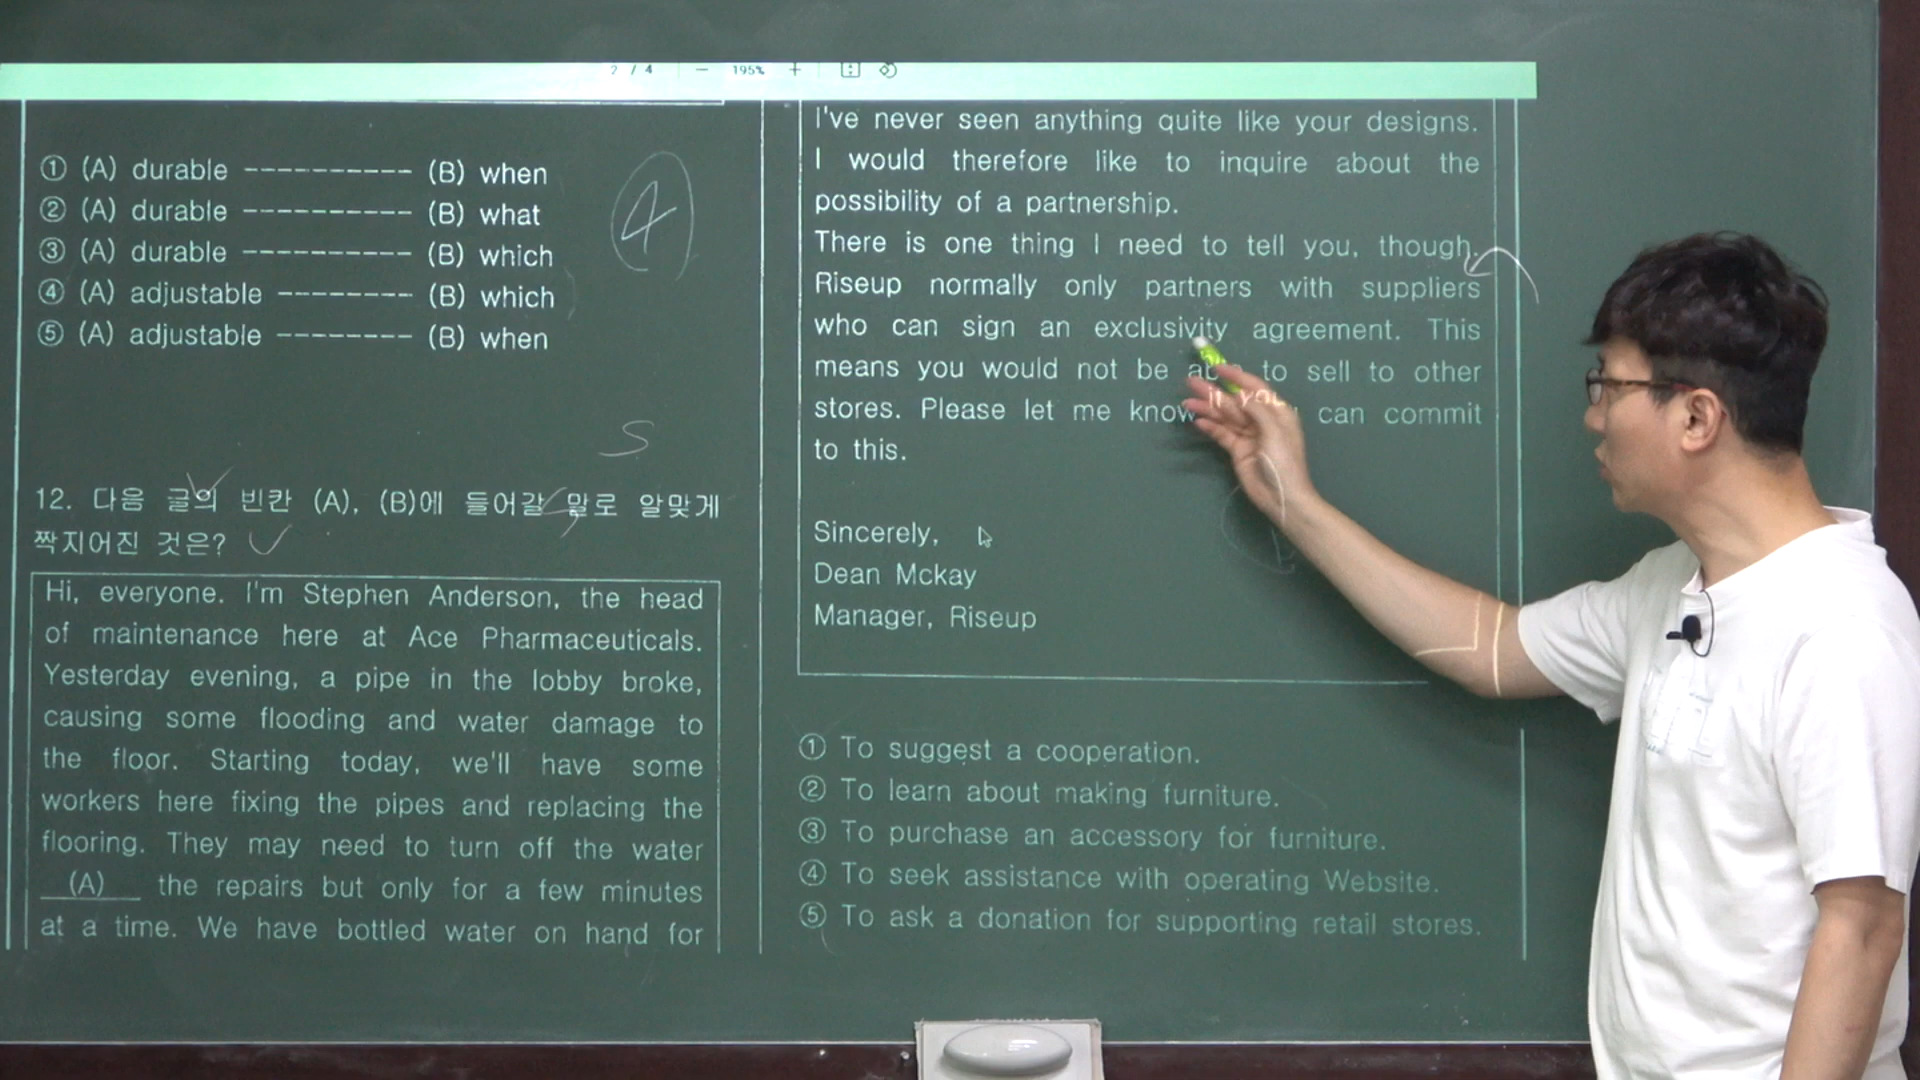 2 / 4 — 195% +
① (A) durable ---------- (B) when
② (A) durable ---------- (B) what
③ (A) durable ---------- (B) which
④ (A) adjustable -------- (B) which
⑤ (A) adjustable -------- (B) when
4
S
12. 다음 글의 빈칸 (A), (B)에 들어갈 말로 알맞게
짝지어진 것은?
Hi, everyone. I'm Stephen Anderson, the head
of maintenance here at Ace Pharmaceuticals.
Yesterday evening, a pipe in the lobby broke,
causing some flooding and water damage to
the floor. Starting today, we'll have some
workers here fixing the pipes and replacing the
flooring. They may need to turn off the water
(A) the repairs but only for a few minutes
at a time. We have bottled water on hand for
I've never seen anything quite like your designs.
I would therefore like to inquire about the
possibility of a partnership.
There is one thing I need to tell you, though.
Riseup normally only partners with suppliers
who can sign an exclusivity agreement. This
means you would not be able to sell to other
stores. Please let me know if you can commit
to this.
Sincerely,
Dean Mckay
Manager, Riseup
① To suggest a cooperation.
② To learn about making furniture.
③ To purchase an accessory for furniture.
④ To seek assistance with operating Website.
⑤ To ask a donation for supporting retail stores.